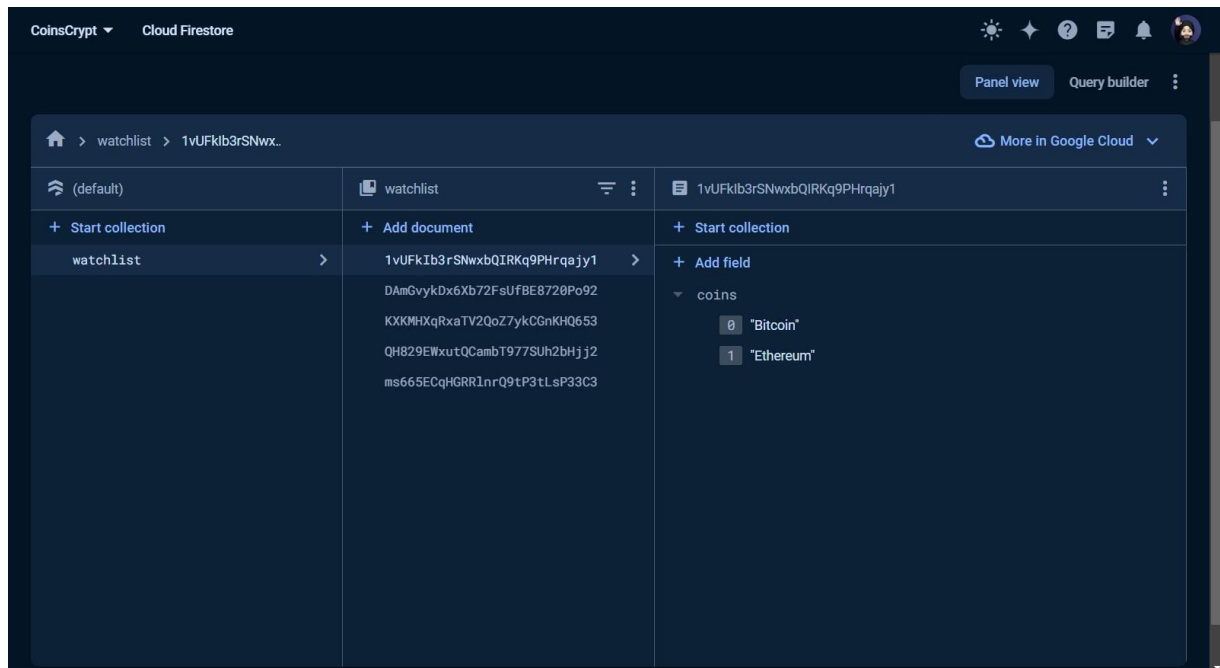 CoinsCrypt Cloud Firestore
Panel view Query builder
watchlist > 1vUFkIb3rSNwx..
More in Google Cloud
(default)
Start collection
watchlist
watchlist
Add document
1vUFkIb3rSNwxbQIRKq9PHrqajy1
DAmGvykDx6Xb72FsUfBE8720Po92
KXKMHXqRxaTV2QoZ7ykCGnKHQ653
QH829EWxutQCambT977SUh2bHjj2
ms665ECqHGRRlnrQ9tP3tLsP33C3
1vUFkIb3rSNwxbQIRKq9PHrqajy1
Start collection
Add field
coins
0 "Bitcoin"
1 "Ethereum"